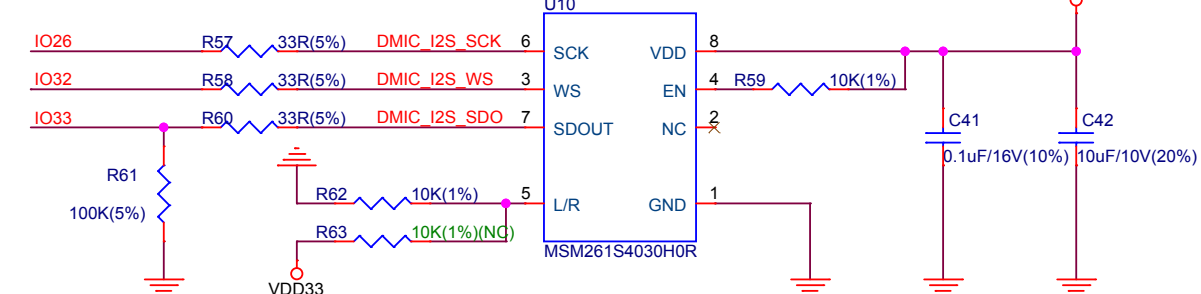 U10
IO26 R57 33R(5%) DMIC_I2S_SCK 6 SCK VDD 8
IO32 R58 33R(5%) DMIC_I2S_WS 3 WS EN 4 R59 10K(1%)
IO33 R60 33R(5%) DMIC_I2S_SDO 7 SDOUT NC 2
C41 C42
0.1uF/16V(10%) 10uF/10V(20%)
R61
100K(5%)
R62 10K(1%) 5 L/R GND 1
R63 10K(1%)(NC)
MSM261S4030H0R
VDD33